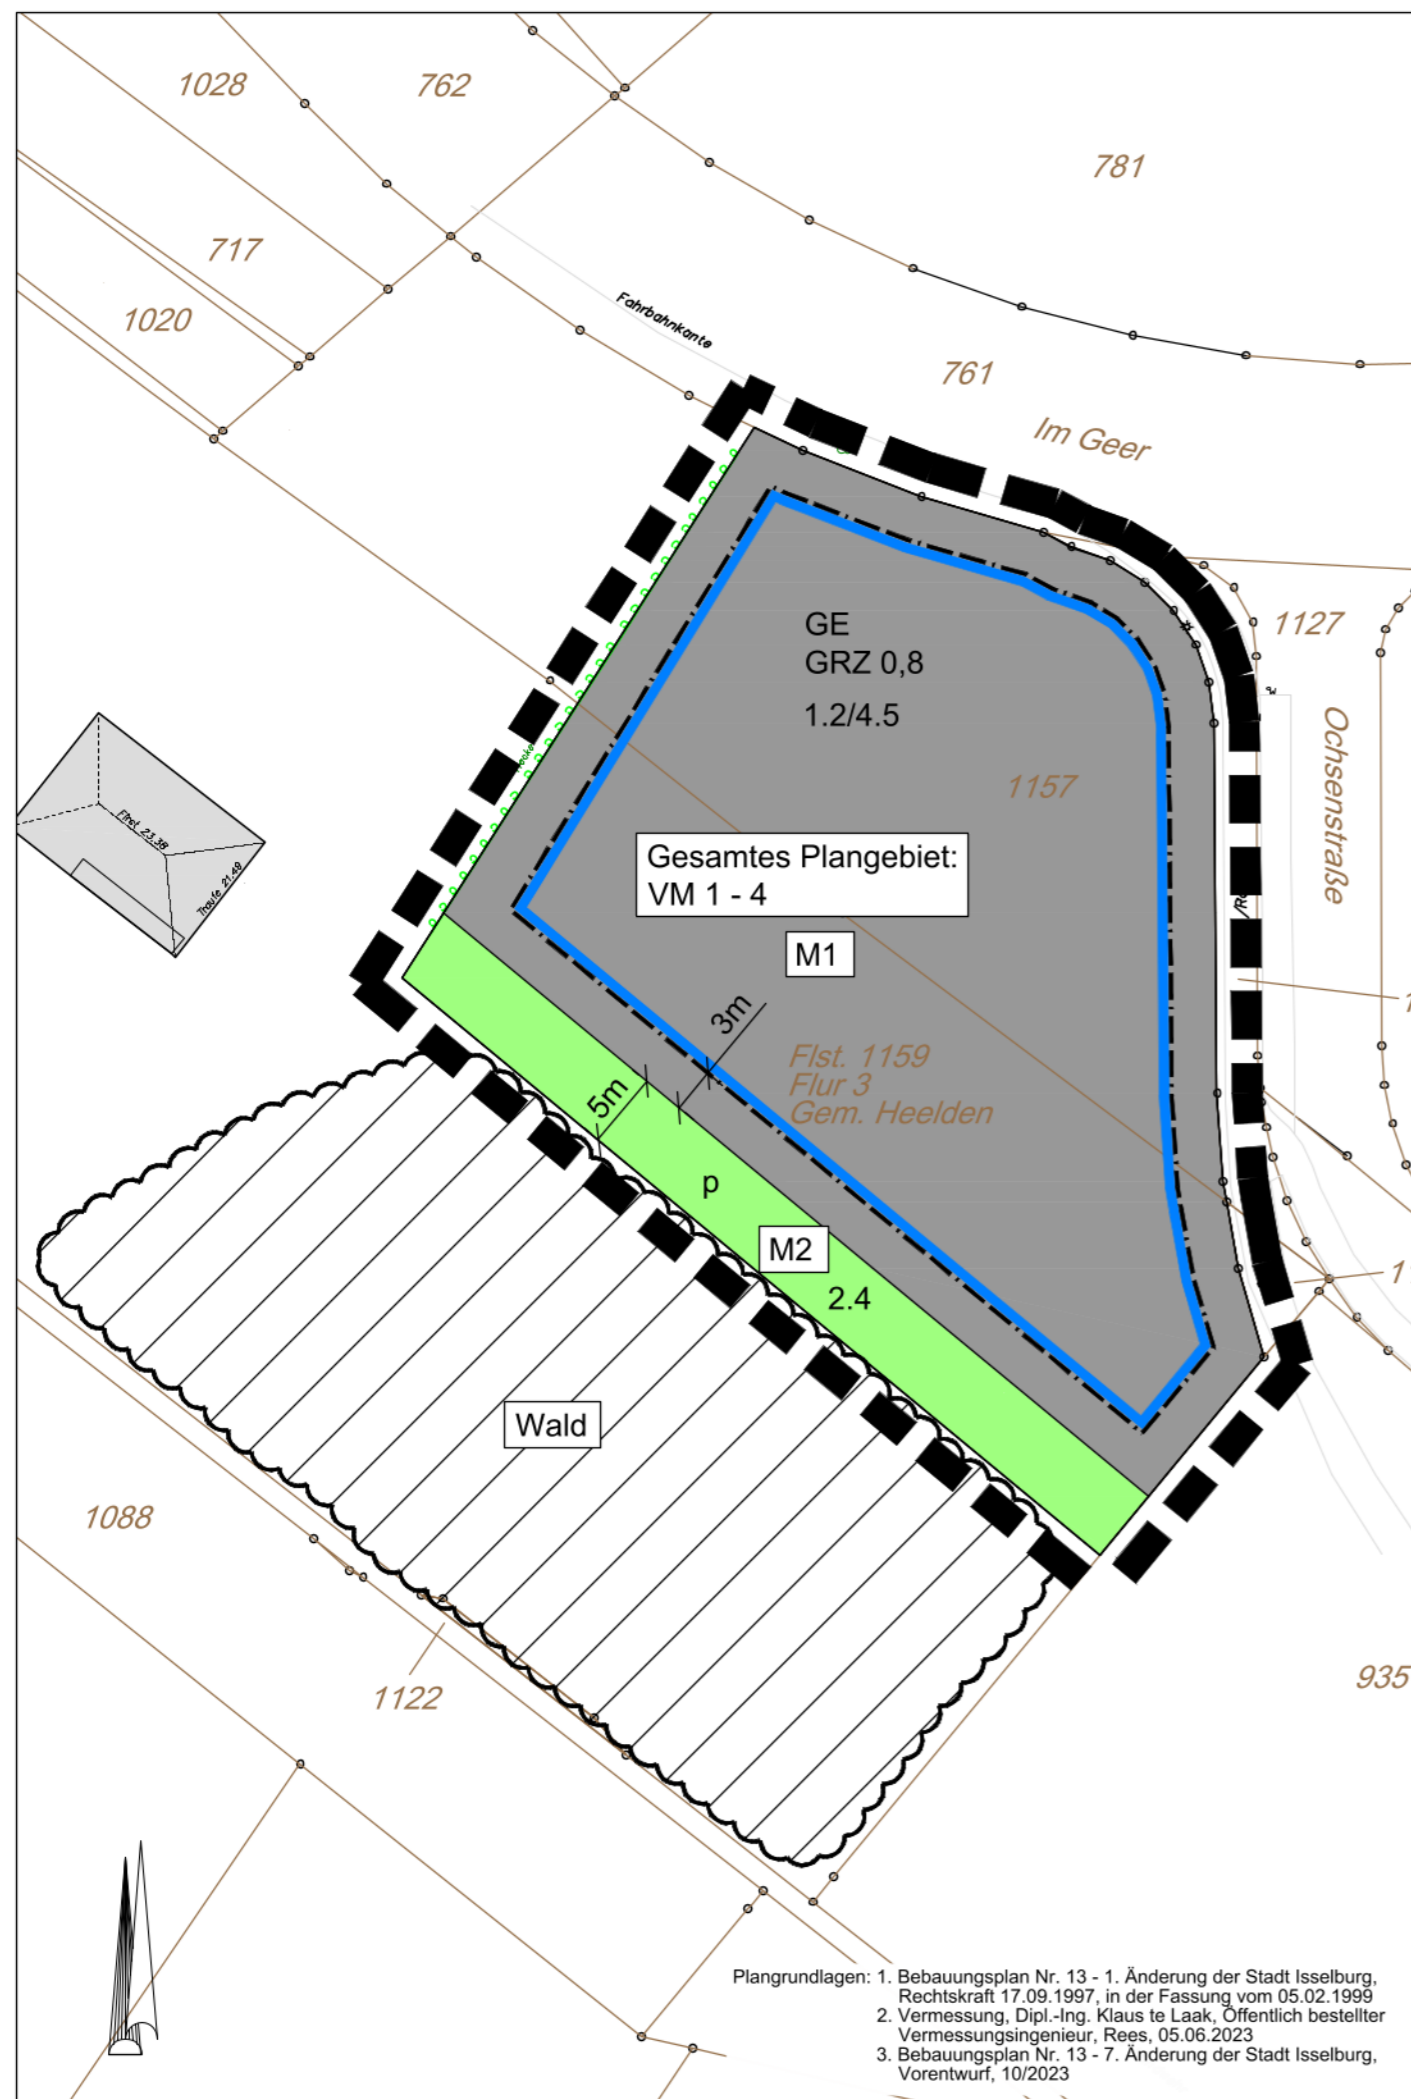 1028
762
781
717
1020
Fahrbahnkante
761
Im Geer
GE
GRZ 0,8
1.2/4.5
1127
1157
Ochsenstraße
First 23.38
Traufe 21.49
Gesamtes Plangebiet:
VM 1 - 4
M1
3m
5m
Flst. 1159
Flur 3
Gem. Heelden
p
M2
2.4
Wald
1088
1122
935
Plangrundlagen: 1. Bebauungsplan Nr. 13 - 1. Änderung der Stadt Isselburg,
Rechtskraft 17.09.1997, in der Fassung vom 05.02.1999
2. Vermessung, Dipl.-Ing. Klaus te Laak, Öffentlich bestellter
Vermessungsingenieur, Rees, 05.06.2023
3. Bebauungsplan Nr. 13 - 7. Änderung der Stadt Isselburg,
Vorentwurf, 10/2023